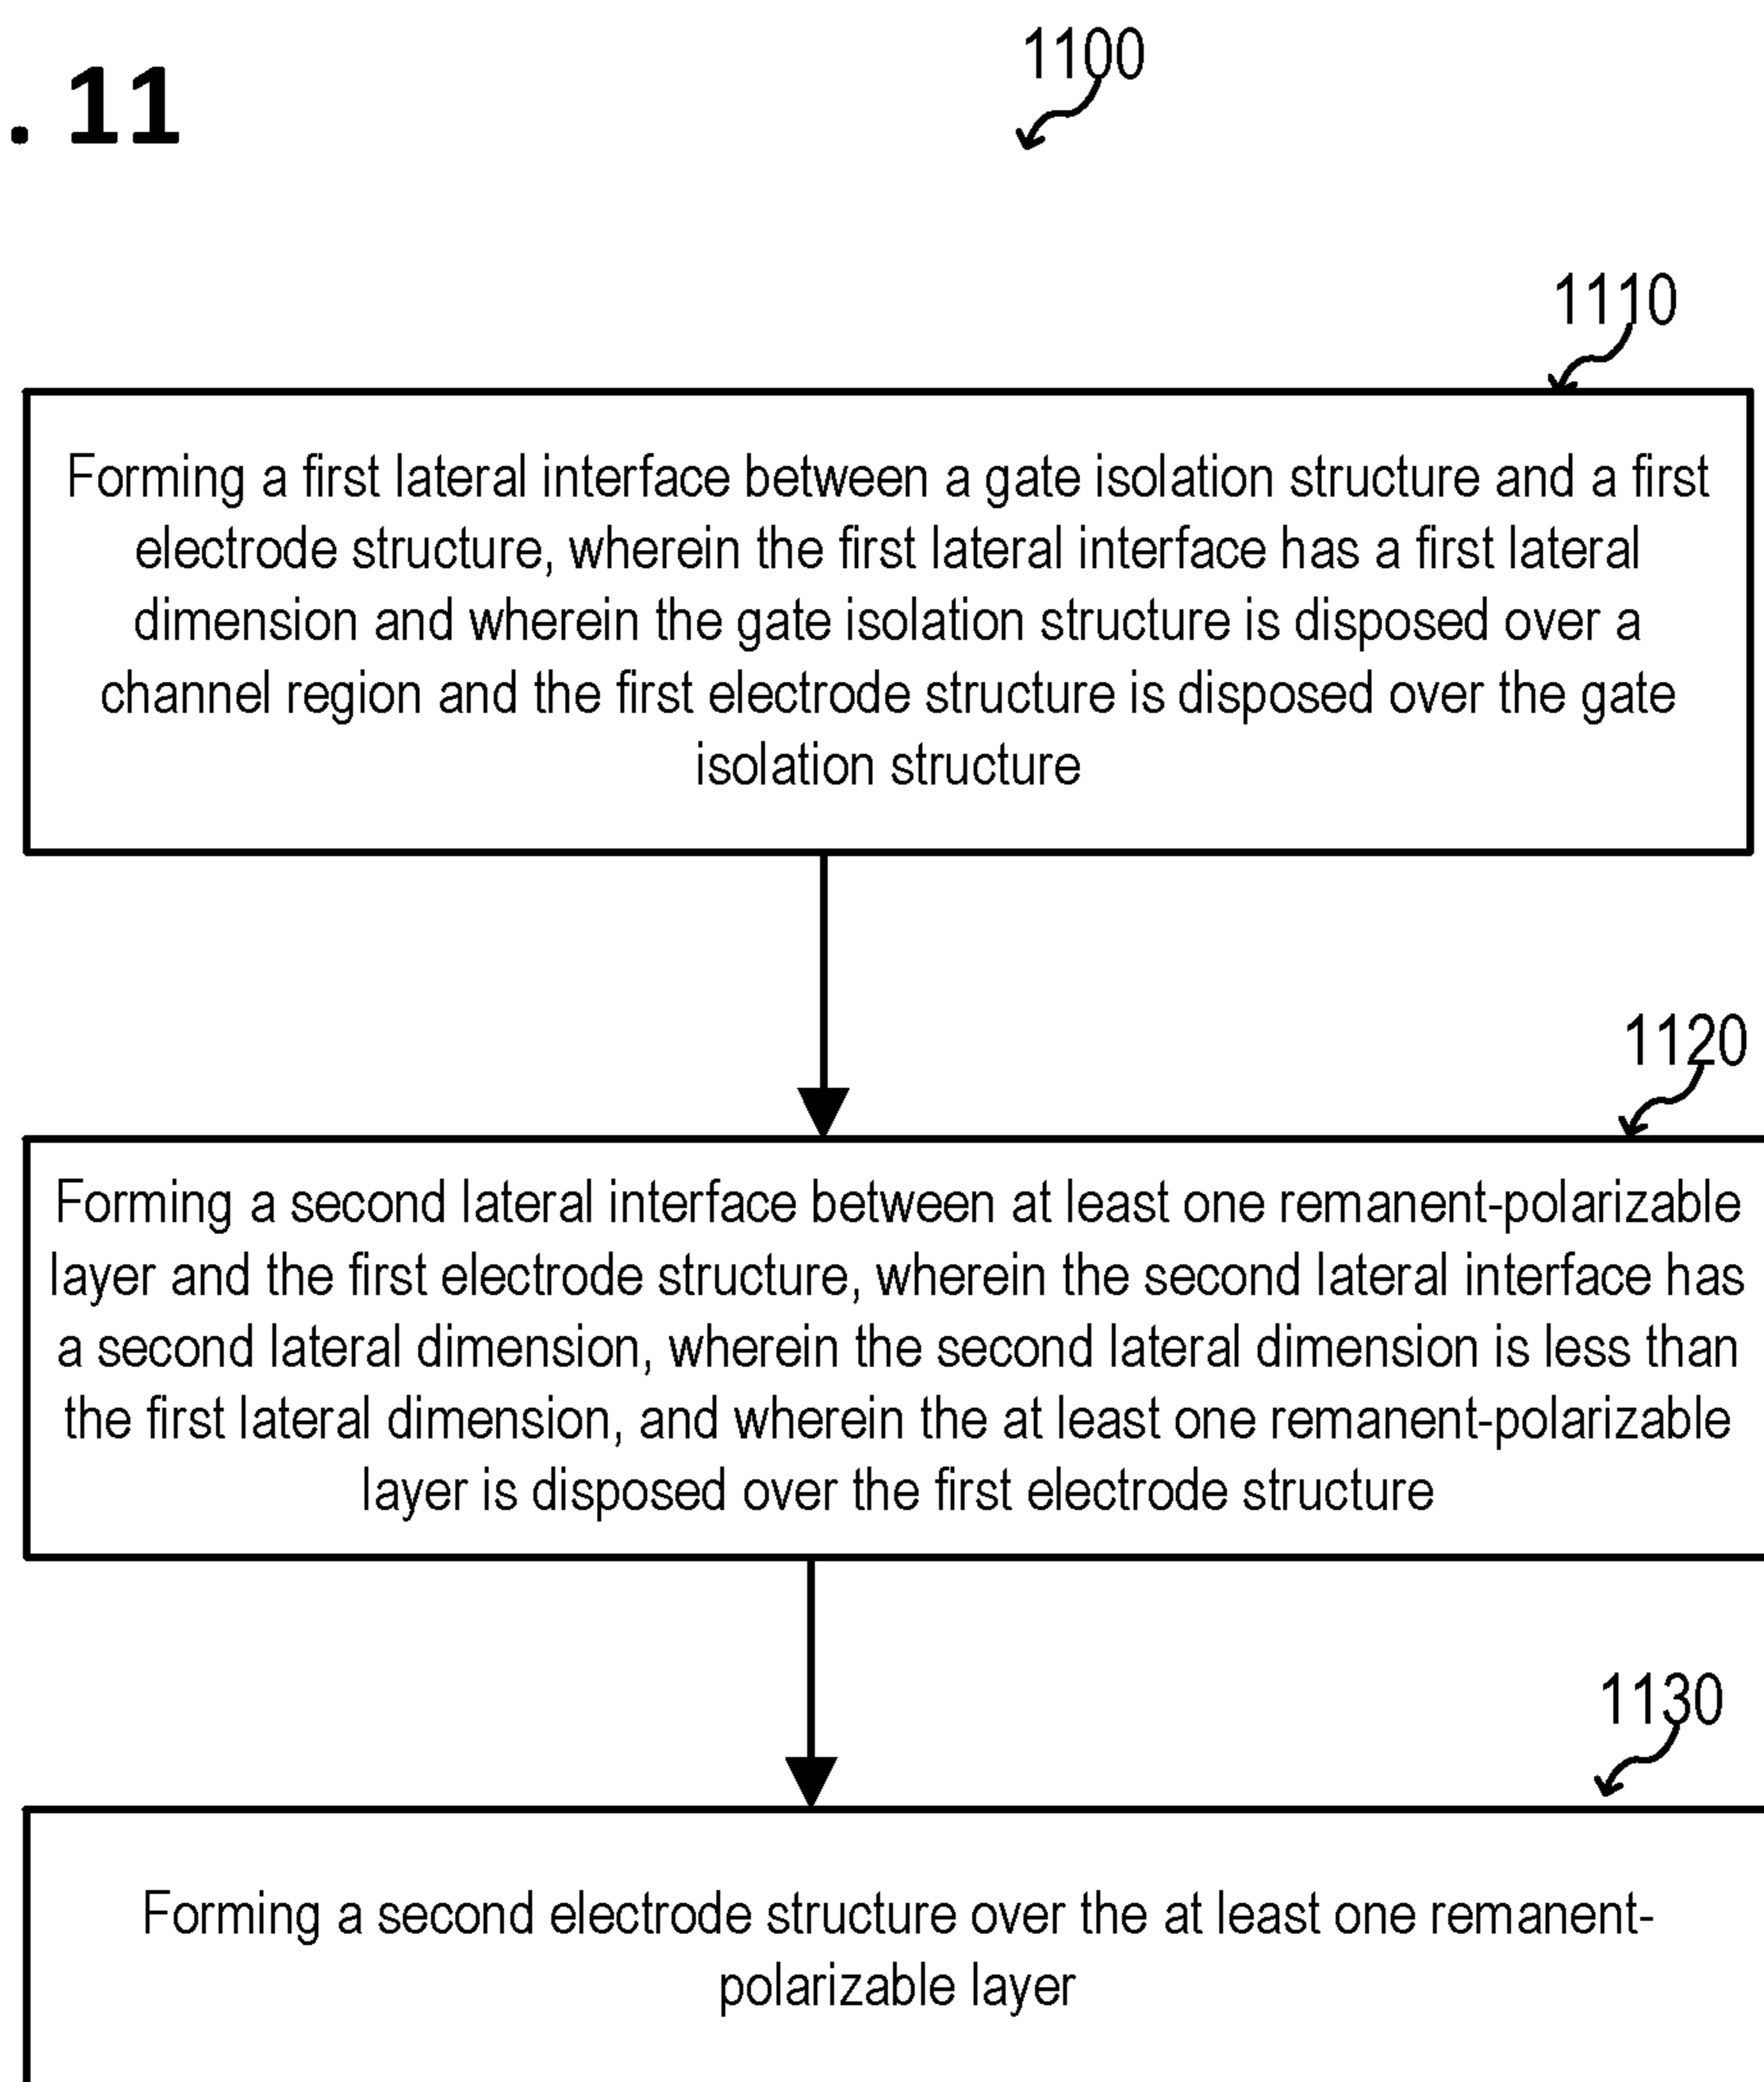 . 11
1100
1110
Forming a first lateral interface between a gate isolation structure and a first
electrode structure, wherein the first lateral interface has a first lateral
dimension and wherein the gate isolation structure is disposed over a
channel region and the first electrode structure is disposed over the gate
isolation structure
1120
Forming a second lateral interface between at least one remanent-polarizable
layer and the first electrode structure, wherein the second lateral interface has
a second lateral dimension, wherein the second lateral dimension is less than
the first lateral dimension, and wherein the at least one remanent-polarizable
layer is disposed over the first electrode structure
1130
Forming a second electrode structure over the at least one remanent-
polarizable layer